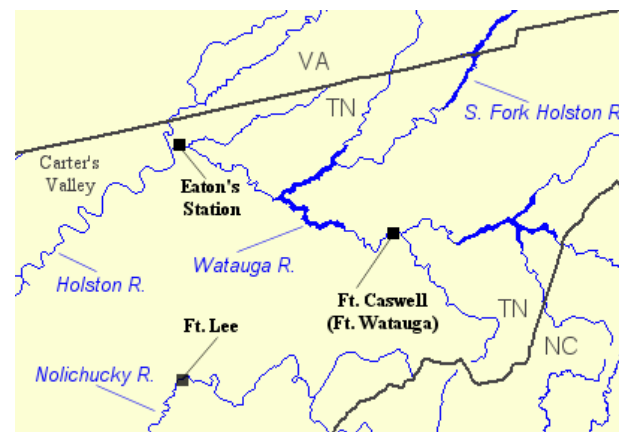 VA
TN
S. Fork Holston R.
Carter's
Valley
Eaton's
Station
Watauga R.
Holston R.
Ft. Caswell
(Ft. Watauga)
TN
NC
Ft. Lee
Nolichucky R.